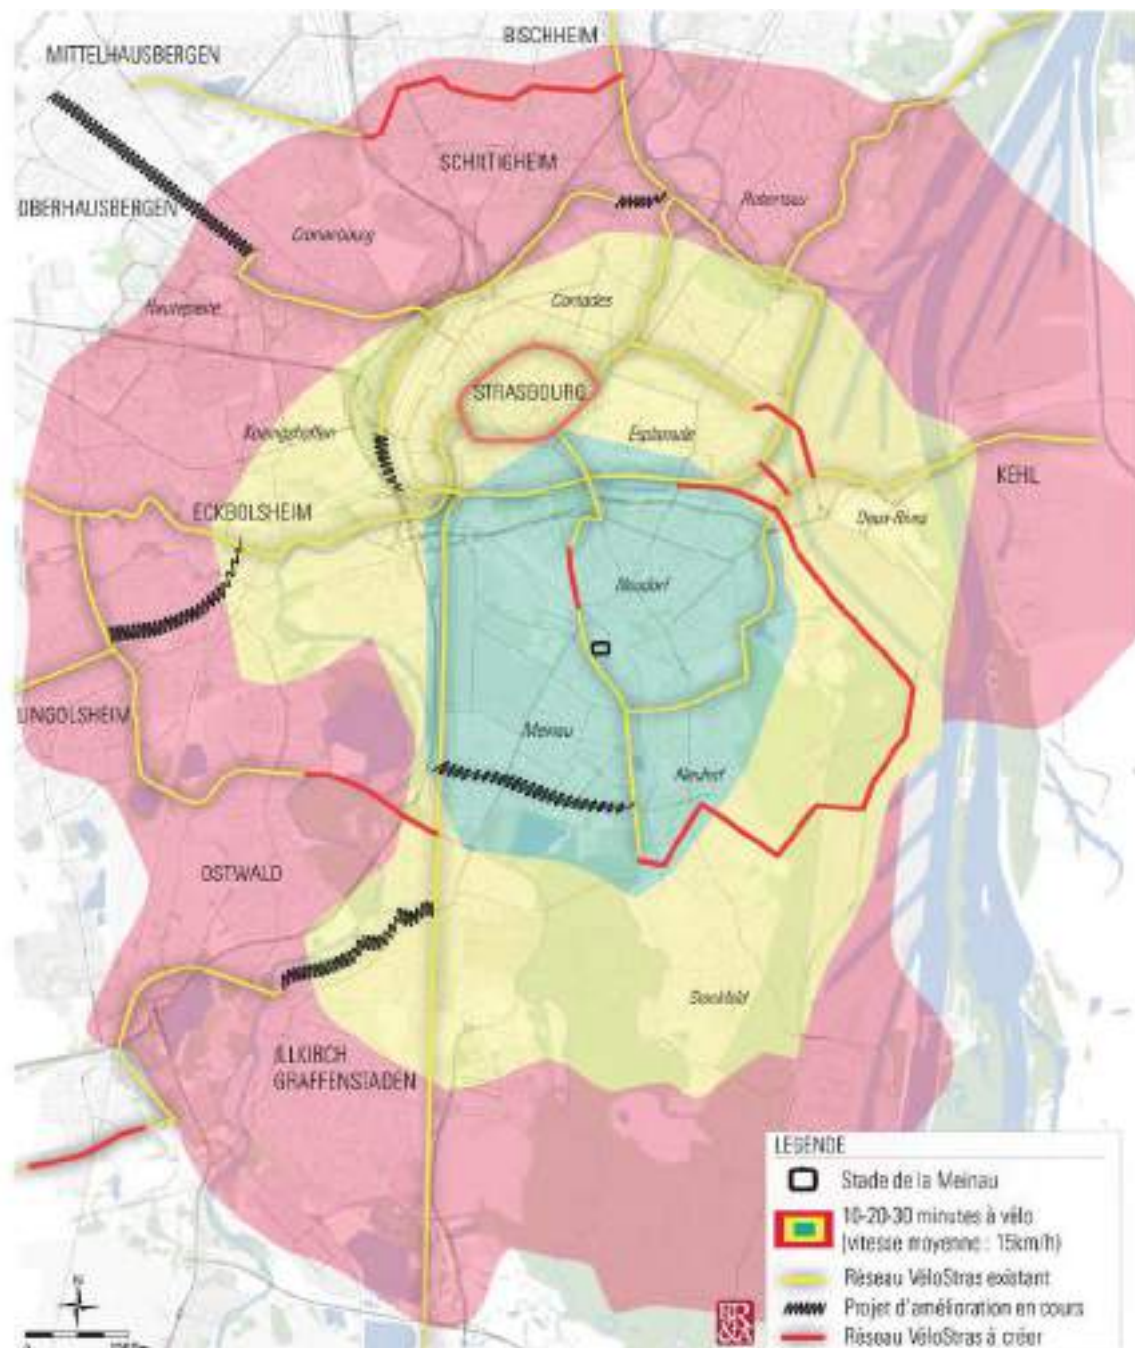 BISCHHEIM
MITTELHAUSBERGEN
SCHILTIGHEIM
Robertsau
OBERHAUSBERGEN
Cronenbourg
Hautepierre
Contades
STRASBOURG
Koenigshoffen
Esplanade
KEHL
ECKBOLSHEIM
Deux-Rives
Neudorf
LINGOLSHEIM
Meinau
Neuhof
OSTWALD
Stockfeld
ILLKIRCH
GRAFFENSTADEN
LEGENDE
Stade de la Meinau
10-20-30 minutes à vélo
(vitesse moyenne : 15km/h)
Réseau VéloStras existant
Projet d'amélioration en cours
Réseau VéloStras à créer
N